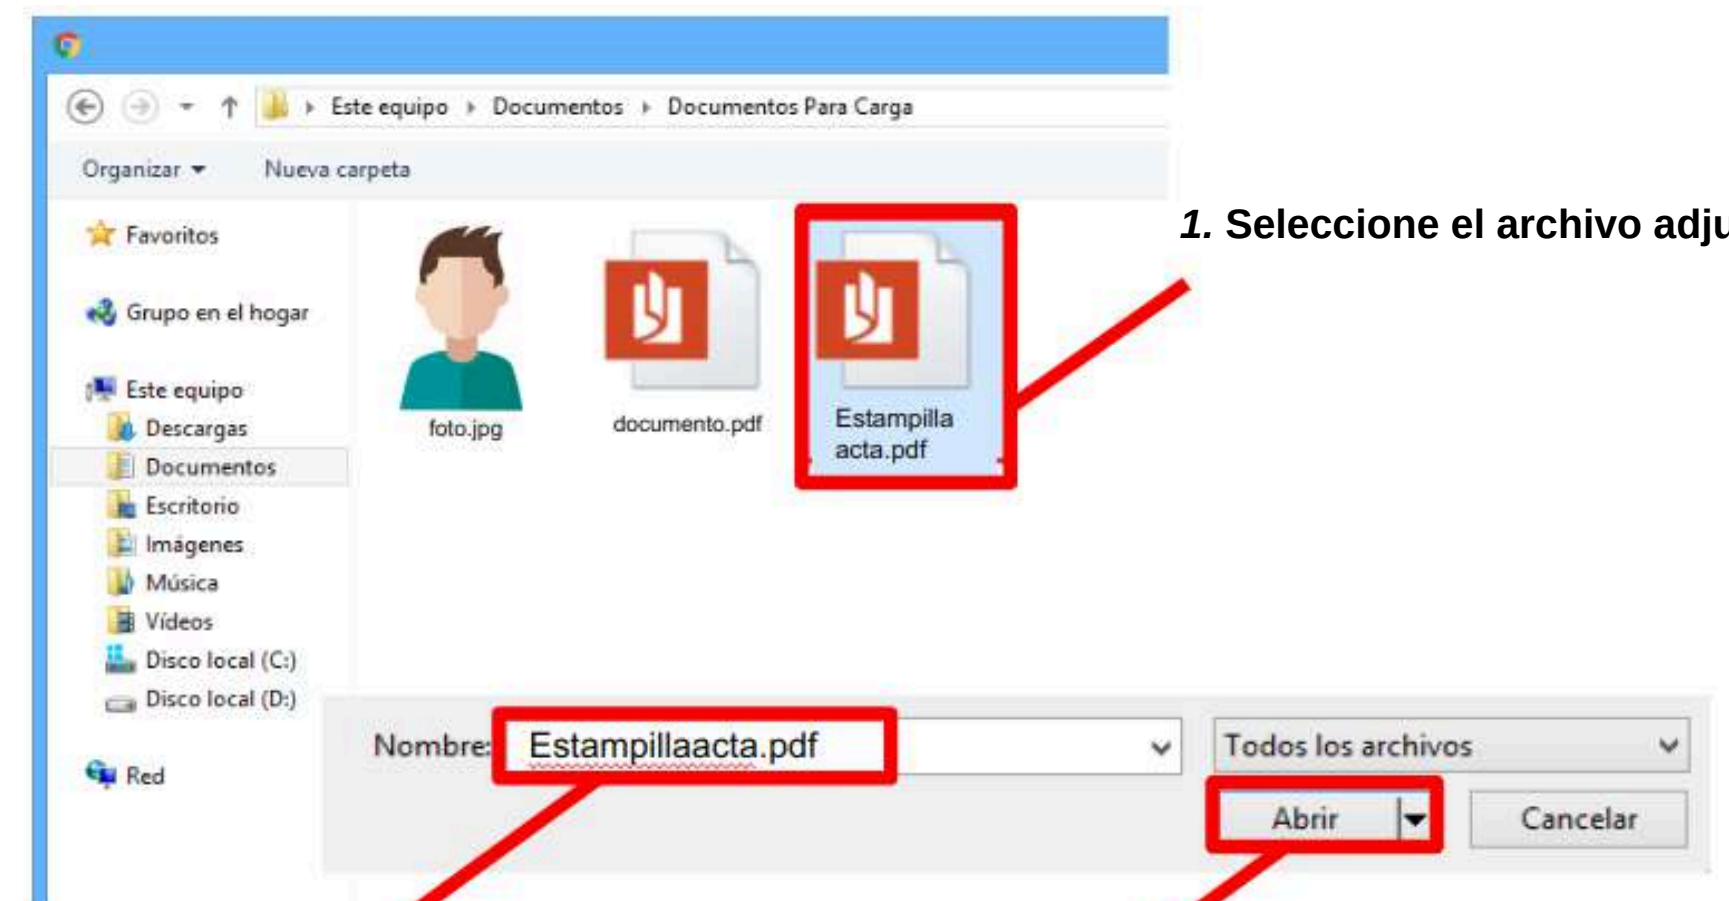 Este equipo Documentos Documentos Para Carga
Organizar Nueva carpeta
1. Seleccione el archivo adju
Favoritos
Grupo en el hogar
Este equipo
Descargas
Documentos
Escritorio
Imágenes
Música
Vídeos
Disco local (C:)
Disco local (D:)
Red
foto.jpg
documento.pdf
Estampilla
acta.pdf
Nombre: Estampillaacta.pdf Todos los archivos
Abrir Cancelar